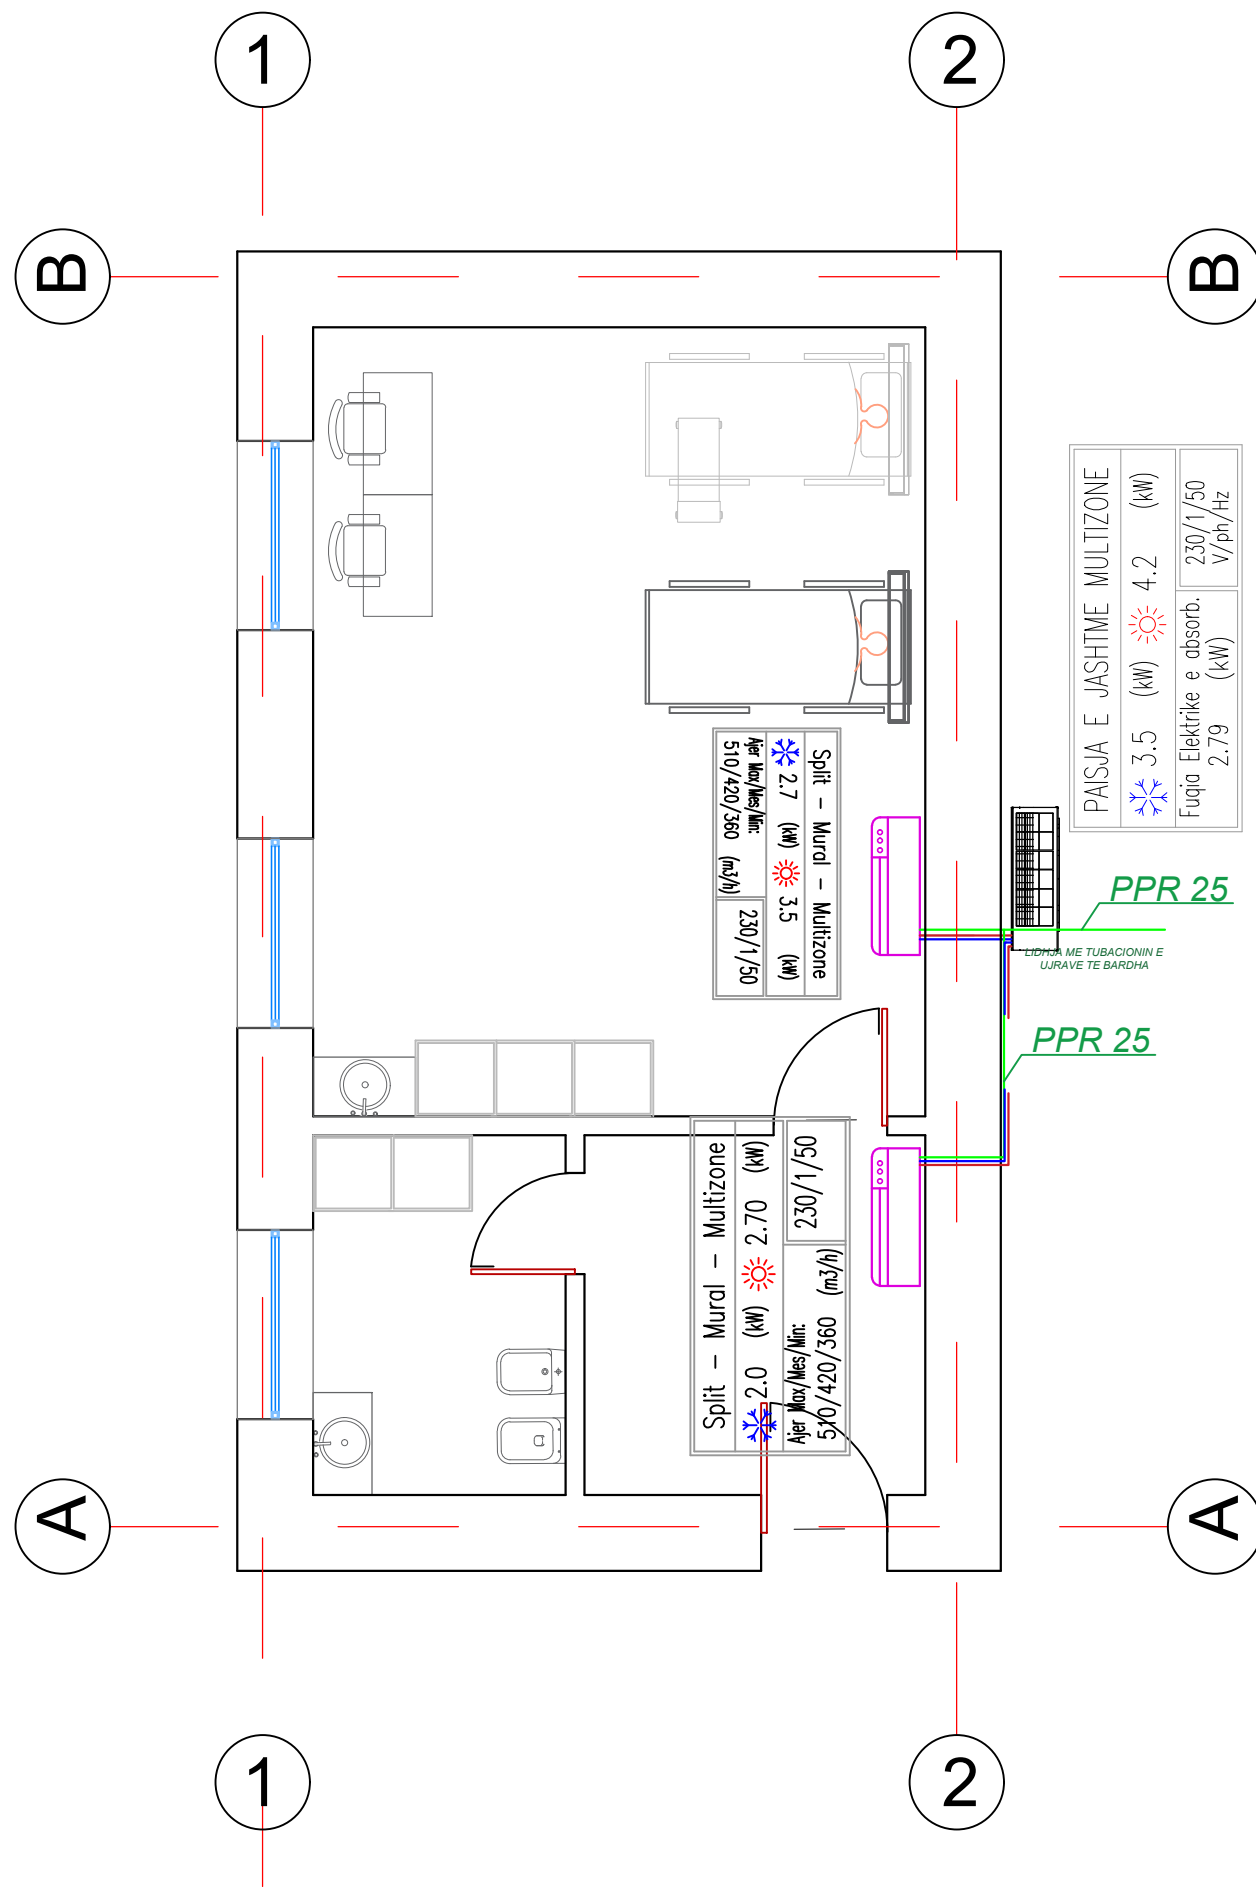 1
2
B
B
PAISJA E JASHTME MULTIZONE
3.5 (kW) 4.2 (kW)
Fuqia Elektrike e absorb.
2.79 (kW)
230/1/50
V/ph/Hz
Split - Mural - Multizone
2.7 (kW) 3.5 (kW)
Ajer Max/Mes/Min:
510/420/360 (m3/h)
230/1/50
PPR 25
LIDHJA ME TUBACIONIN E
UJRAVE TE BARDHA
PPR 25
Split - Mural - Multizone
2.0 (kW) 2.70 (kW)
Ajer Max/Mes/Min:
510/420/360 (m3/h)
230/1/50
A
A
1
2